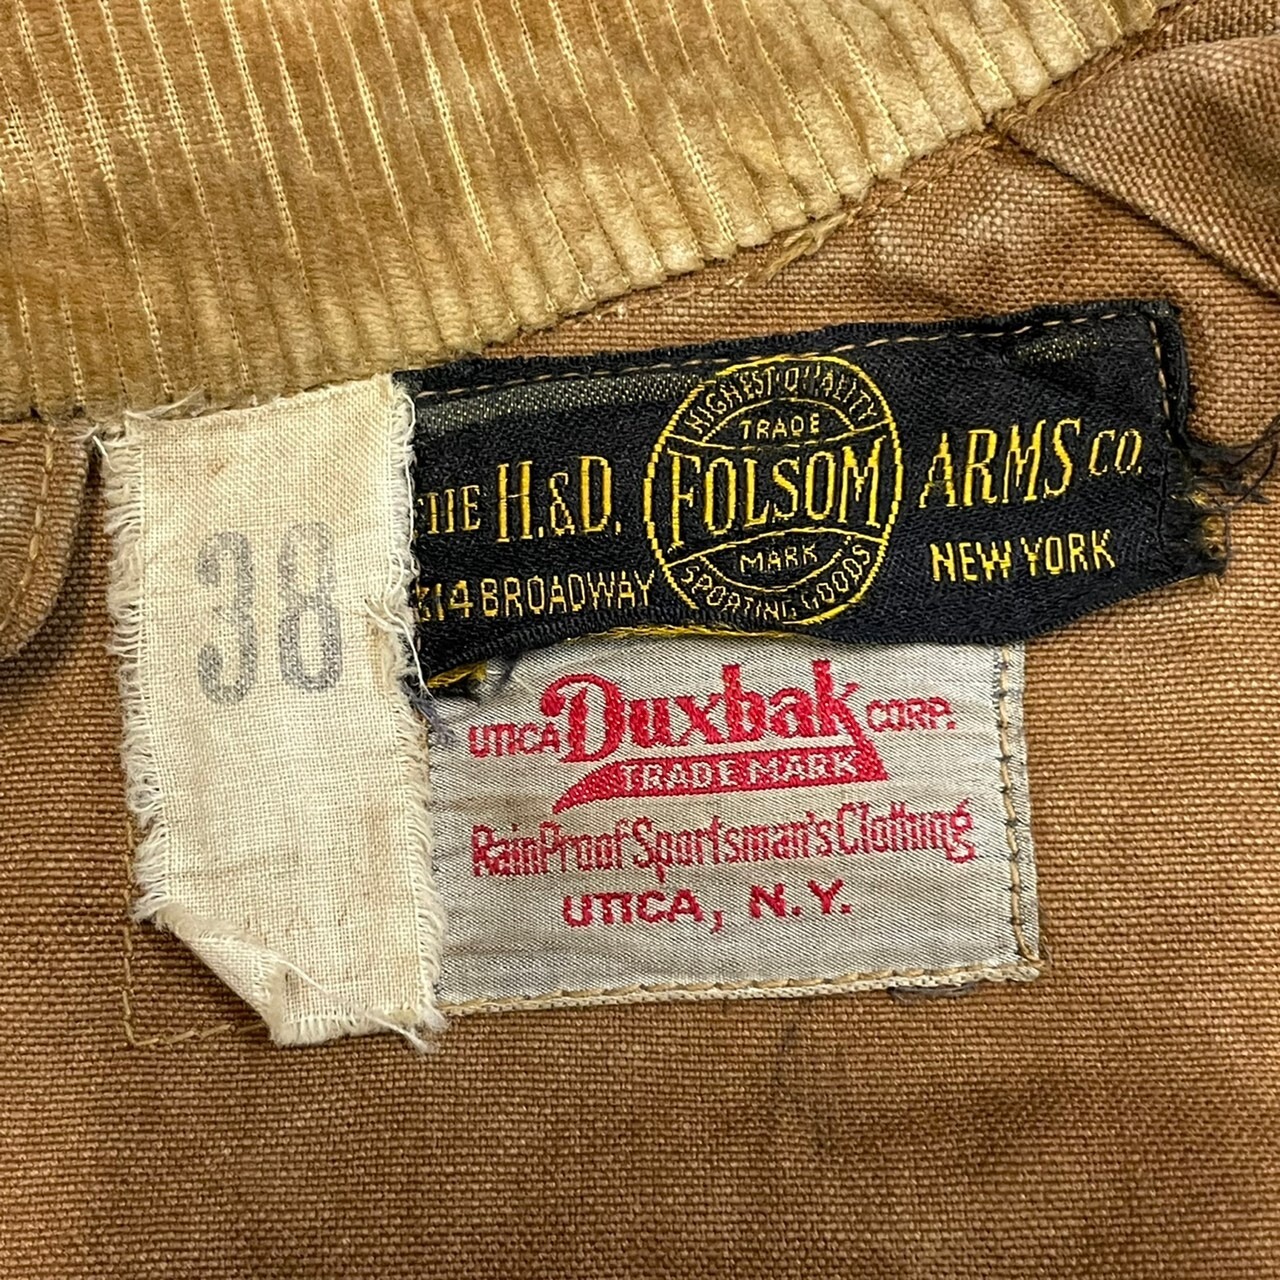 38
THE H.&D. FOLSOM ARMS CO.
HIGHEST QUALITY
TRADE
MARK
SPORTING GOODS
314 BROADWAY NEW YORK
UTICA Duxbak CORP.
TRADE MARK
RainProof Sportsman's Clothing
UTICA, N.Y.